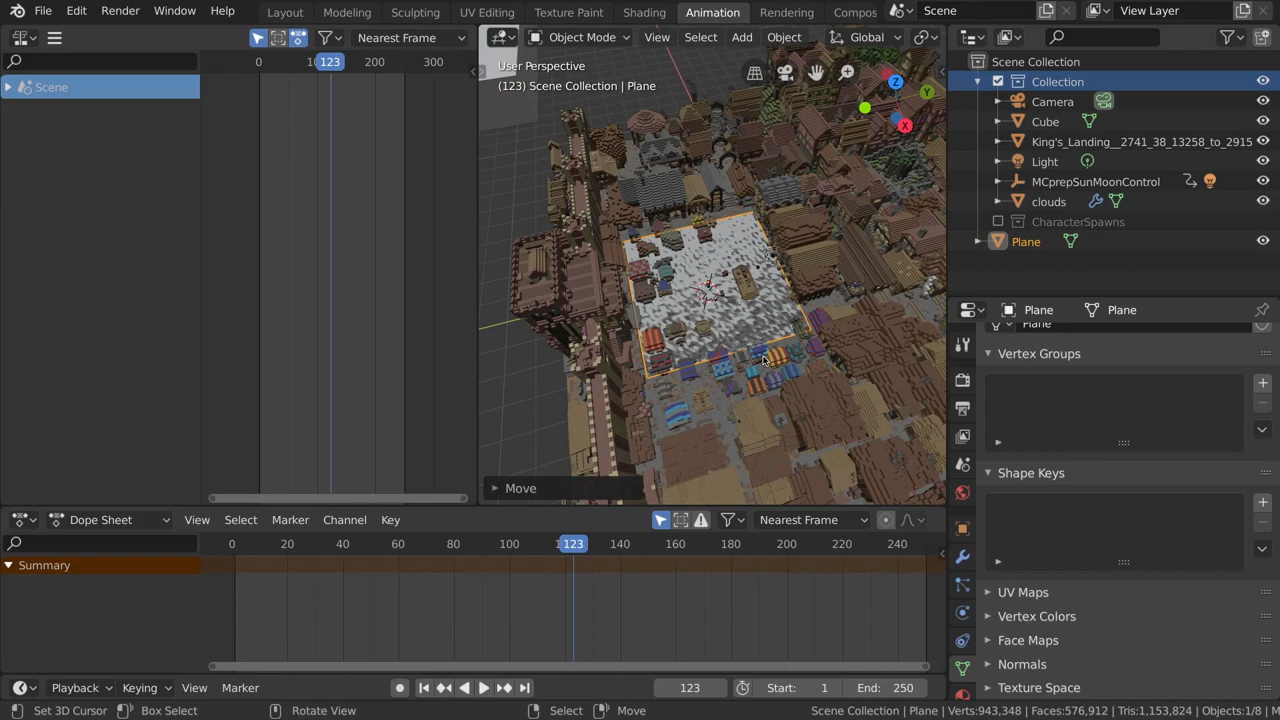 File Edit Render Window Help Layout Modeling Sculpting UV Editing Texture Paint Shading Animation Rendering Compos Scene View Layer
Nearest Frame
0 10 123 200 300
Scene
Object Mode View Select Add Object Global
User Perspective
(123) Scene Collection | Plane
Z
Y
X
Move
Scene Collection
Collection
Camera
Cube
King's_Landing__2741_38_13258_to_2915
Light
MCprepSunMoonControl
clouds
CharacterSpawns
Plane
Plane Plane
Plane
Vertex Groups
Shape Keys
UV Maps
Vertex Colors
Face Maps
Normals
Texture Space
Dope Sheet View Select Marker Channel Key Nearest Frame
0 20 40 60 80 100 123 140 160 180 200 220 240
Summary
Playback Keying View Marker 123 Start: 1 End: 250
Set 3D Cursor Box Select Rotate View Select Move Scene Collection | Plane | Verts:943,348 | Faces:576,912 | Tris:1,153,824 | Objects:1/8 | M